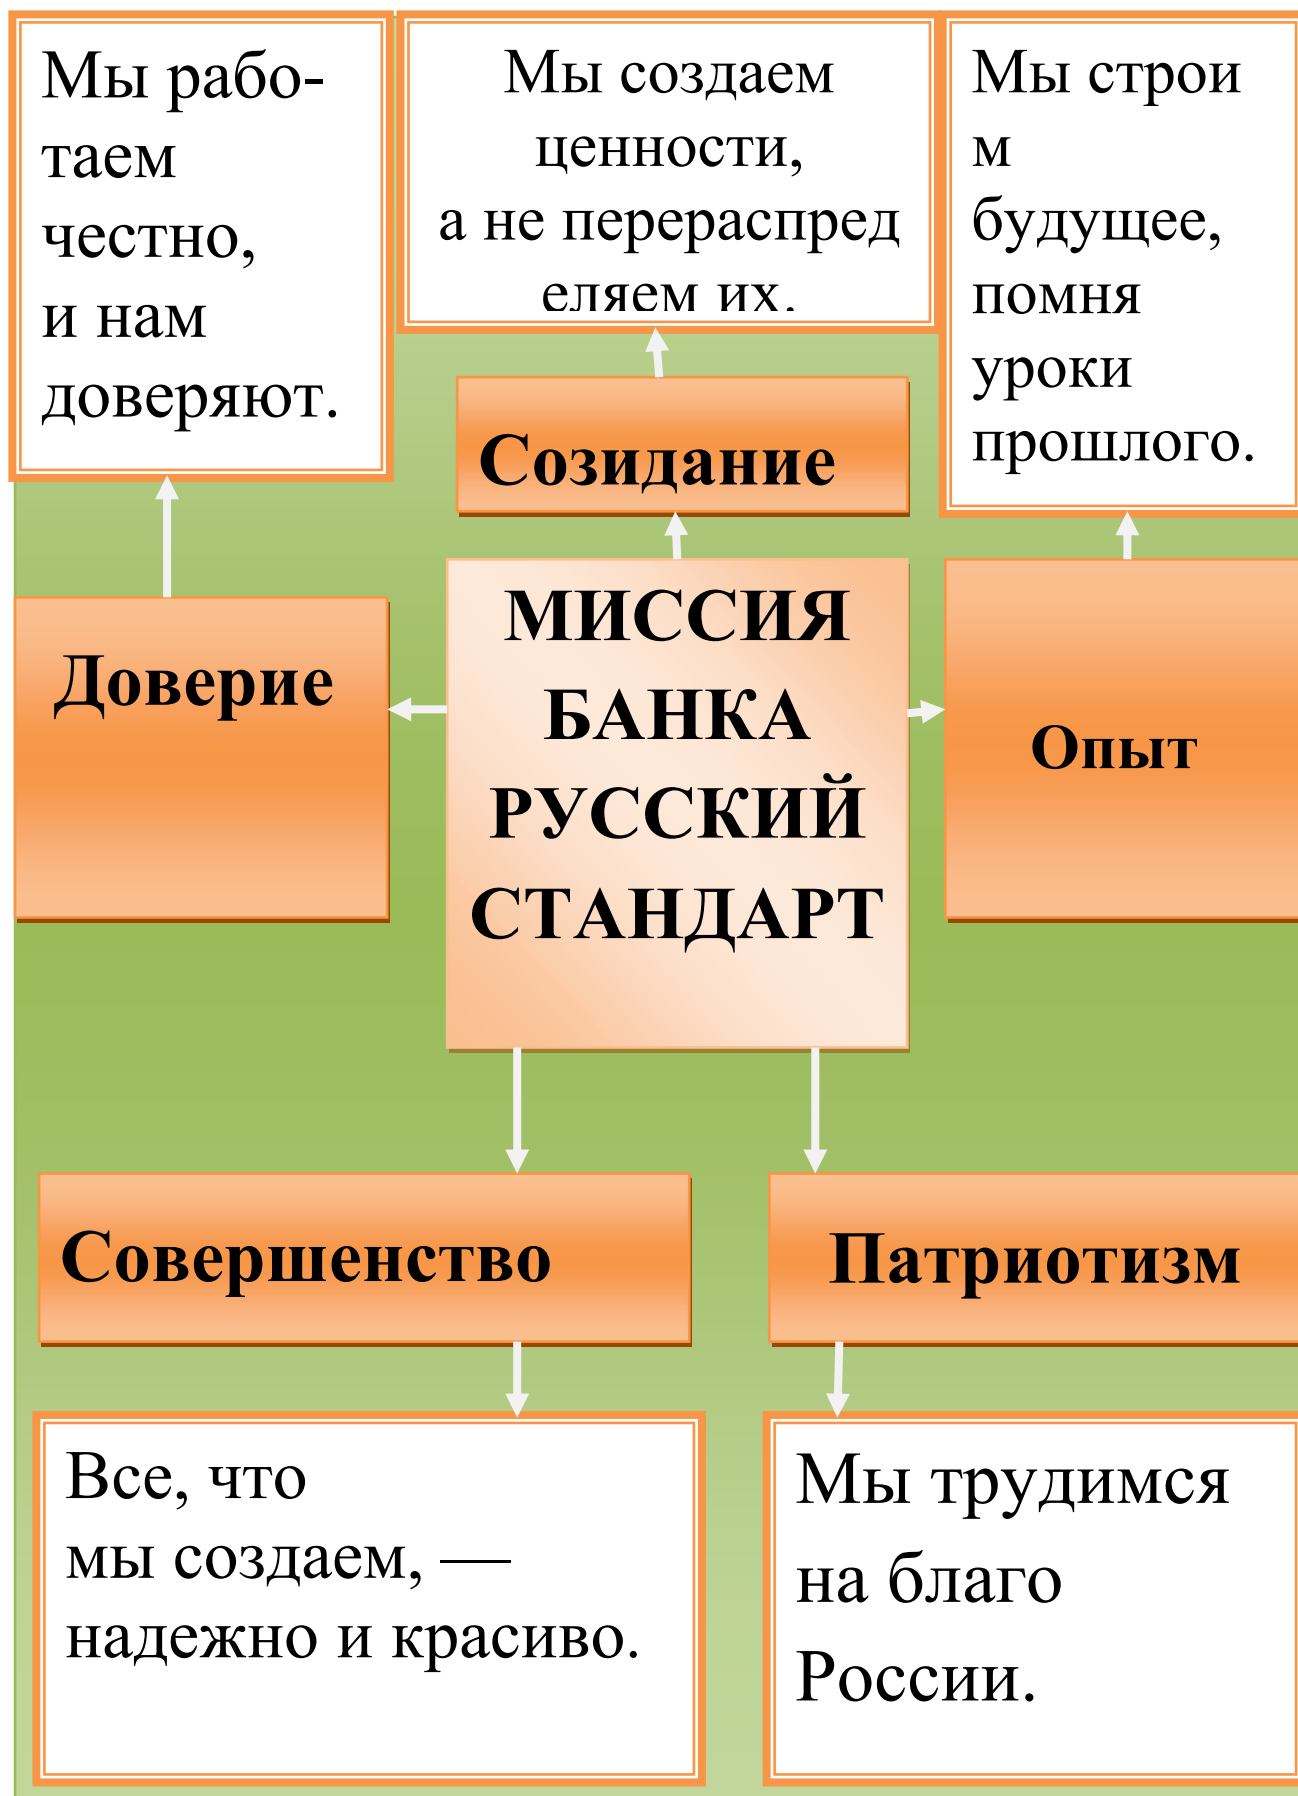 Мы рабо-
таем
честно,
и нам
доверяют.
Мы создаем
ценности,
а не перераспред
еляем их.
Мы строи
м
будущее,
помня
уроки
прошлого.
Созидание
Доверие
МИССИЯ
БАНКА
РУССКИЙ
СТАНДАРТ
Опыт
Совершенство
Патриотизм
Все, что
мы создаем, —
надежно и красиво.
Мы трудимся
на благо
России.